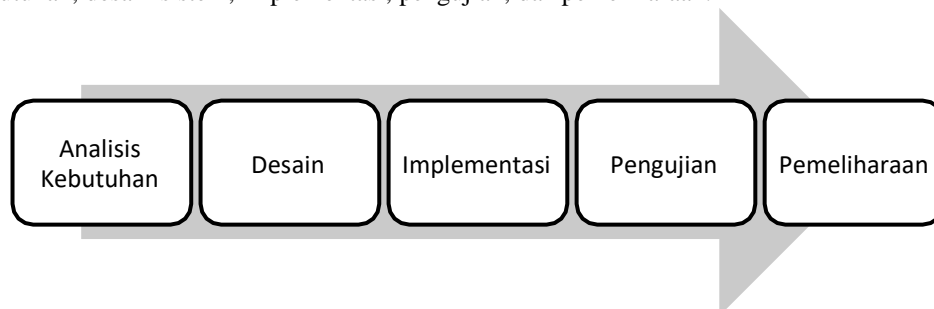 Analisis
Kebutuhan
Desain
Implementasi
Pengujian
Pemeliharaan